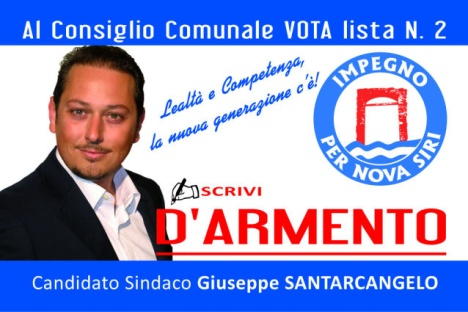 Al Consiglio Comunale VOTA lista N. 2
Lealtà e Competenza,
la nuova generazione c'è!
IMPEGNO
PER NOVA SIRI
SCRIVI
D'ARMENTO
Candidato Sindaco Giuseppe SANTARCANGELO